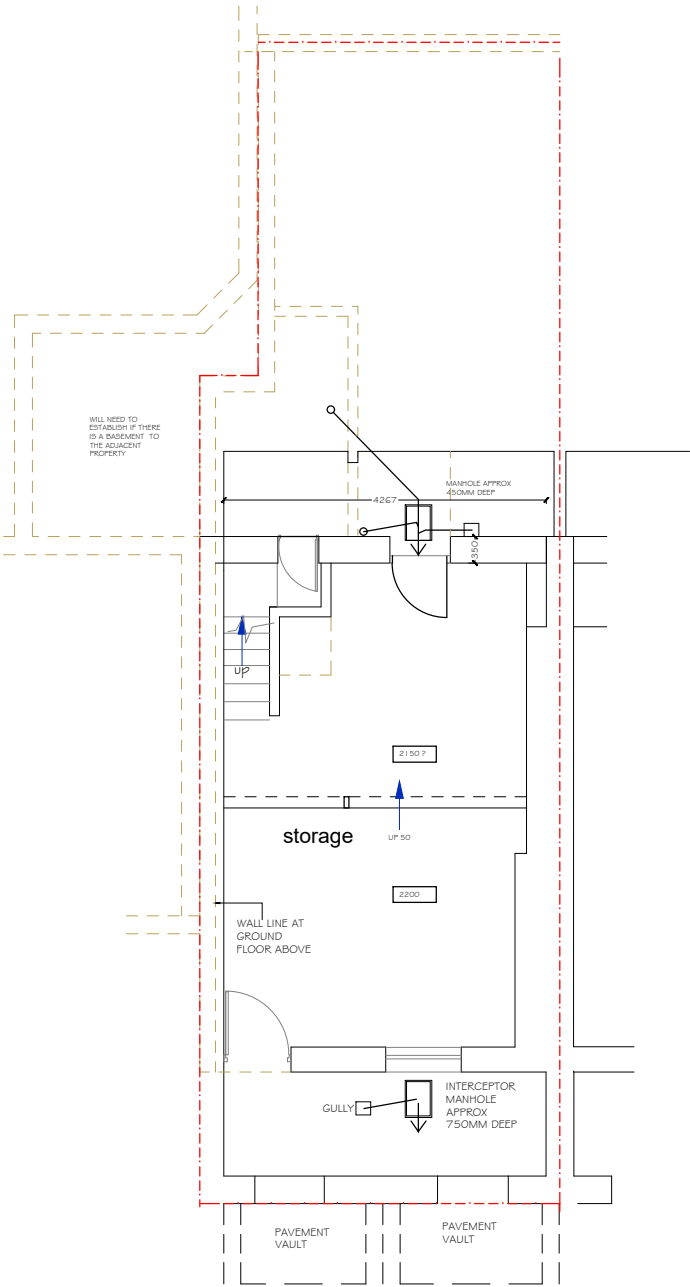 WILL NEED TO
ESTABLISH IF THERE
IS A BASEMENT TO
THE ADJACENT
PROPERTY
MANHOLE APPROX
450MM DEEP
4267
350
UP
2150?
storage
UP 50
2200
WALL LINE AT
GROUND
FLOOR ABOVE
GULLY
INTERCEPTOR
MANHOLE
APPROX
750MM DEEP
PAVEMENT
VAULT
PAVEMENT
VAULT